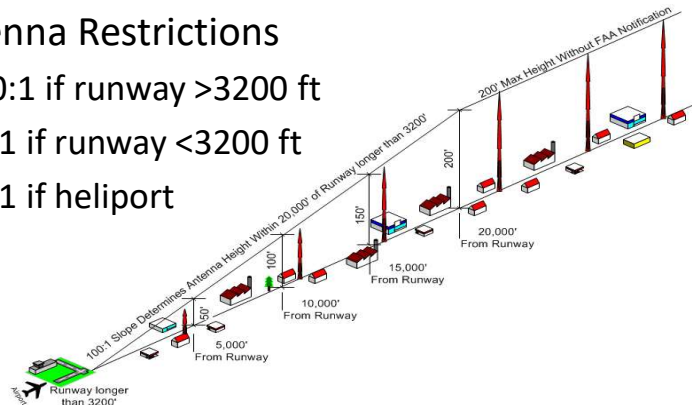 enna Restrictions
0:1 if runway >3200 ft
1 if runway <3200 ft
1 if heliport
200' Max Height Without FAA Notification
100:1 Slope Determines Antenna Height Within 20,000' of Runway longer than 3200'
200'
150'
100'
50'
20,000'
From Runway
15,000'
From Runway
10,000'
From Runway
5,000'
From Runway
Airport
Runway longer
than 3200'